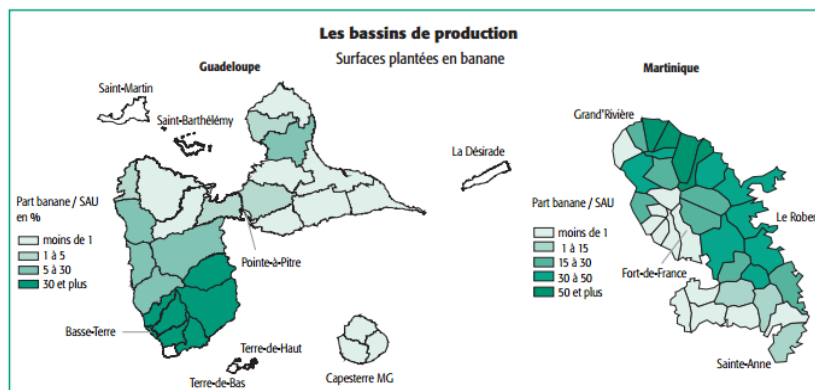 Les bassins de production
Surfaces plantées en banane
Guadeloupe
Martinique
Saint-Martin
Saint-Barthélémy
La Désirade
Part banane / SAU
en %
moins de 1
1 à 5
5 à 30
30 et plus
Pointe-à-Pitre
Basse-Terre
Terre-de-Haut
Terre-de-Bas
Capesterre MG
Grand'Rivière
Part banane / SAU
moins de 1
1 à 15
15 à 30
30 à 50
50 et plus
Le Rober
Fort-de-France
Sainte-Anne